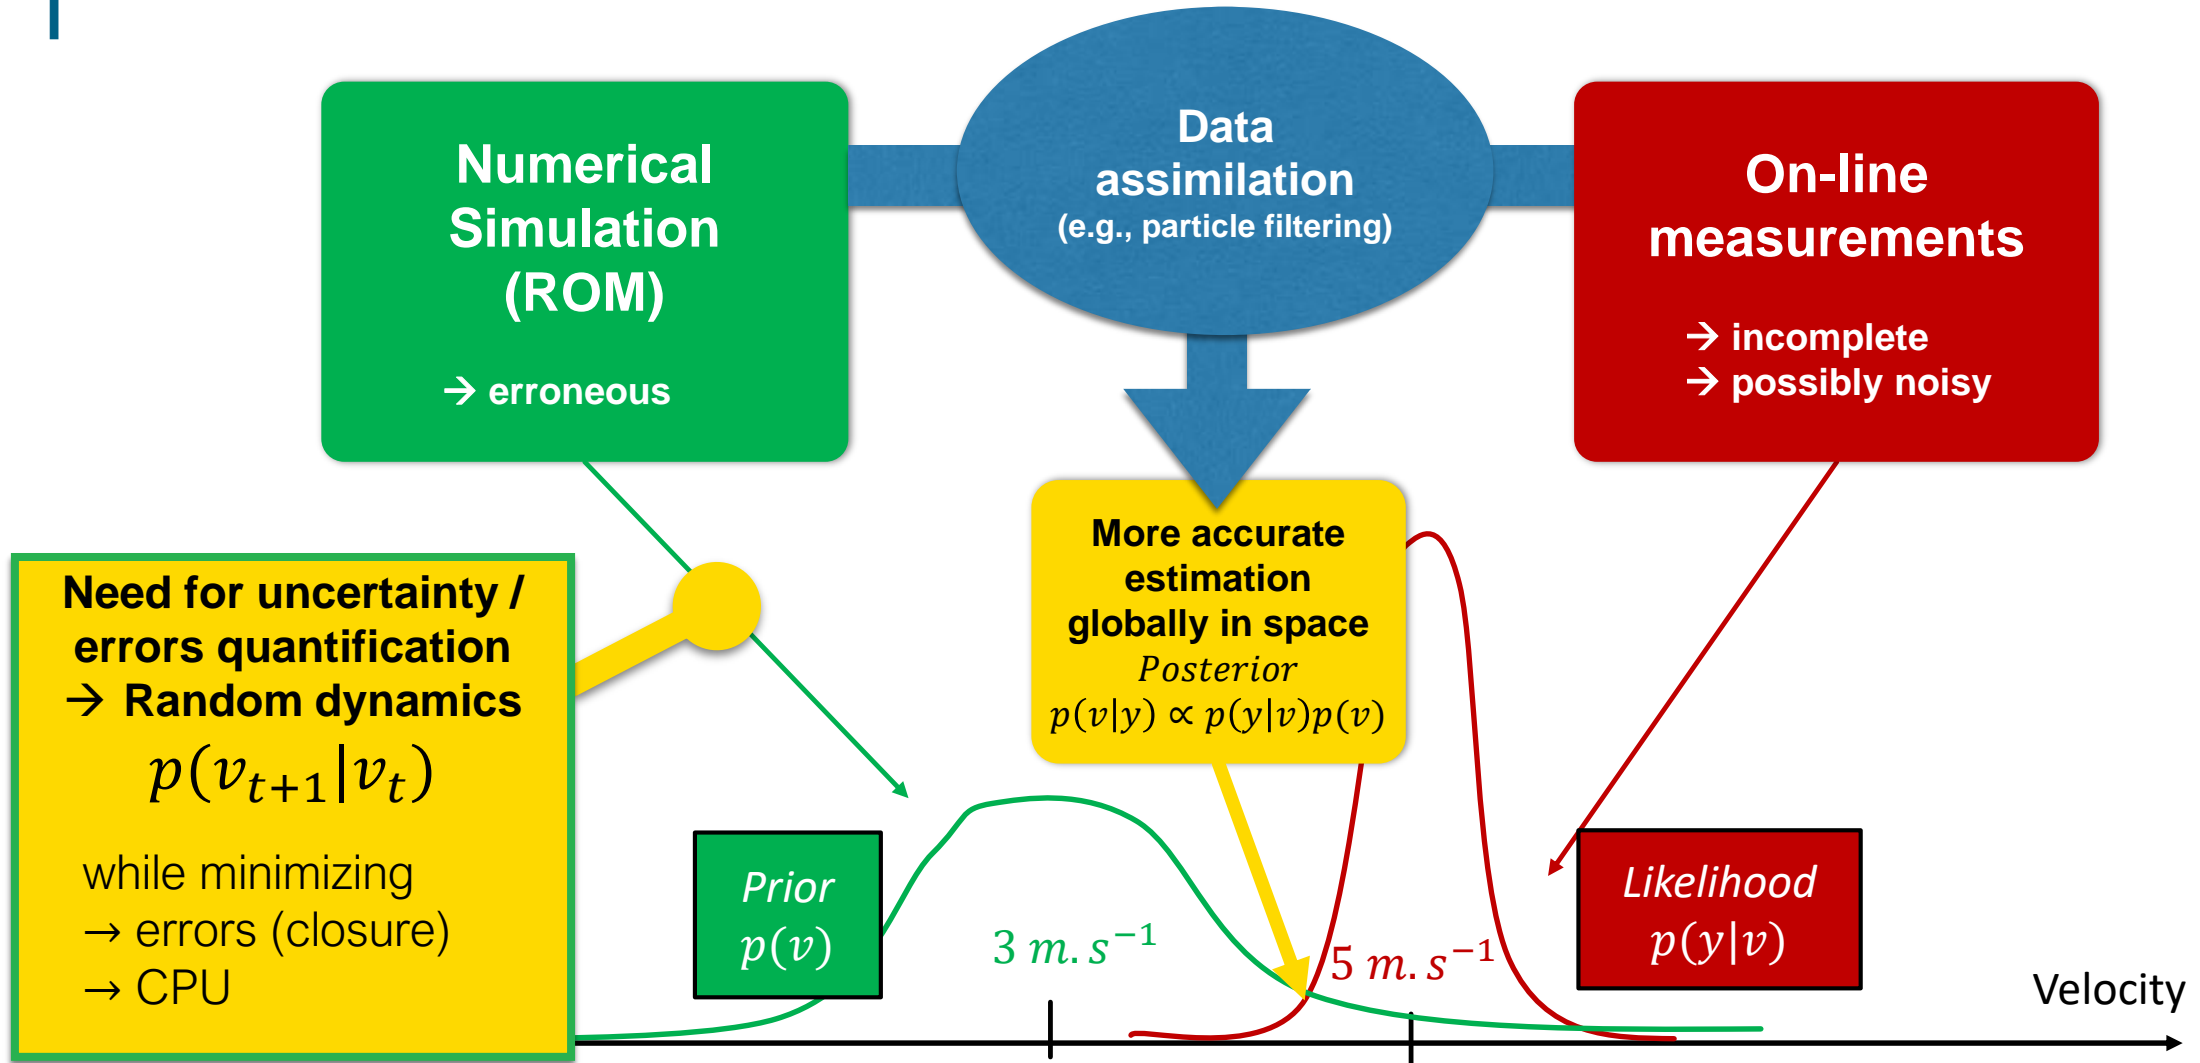 Numerical
Simulation
(ROM)
→ erroneous
Data
assimilation
(e.g., particle filtering)
On-line
measurements
→ incomplete
→ possibly noisy
More accurate
estimation
globally in space
Posterior
p(v|y) ∝ p(y|v)p(v)
Need for uncertainty /
errors quantification
→ Random dynamics
p(v_{t+1}|v_t)
while minimizing
→ errors (closure)
→ CPU
Prior
p(v)
3 m.s⁻¹
5 m.s⁻¹
Likelihood
p(y|v)
Velocity